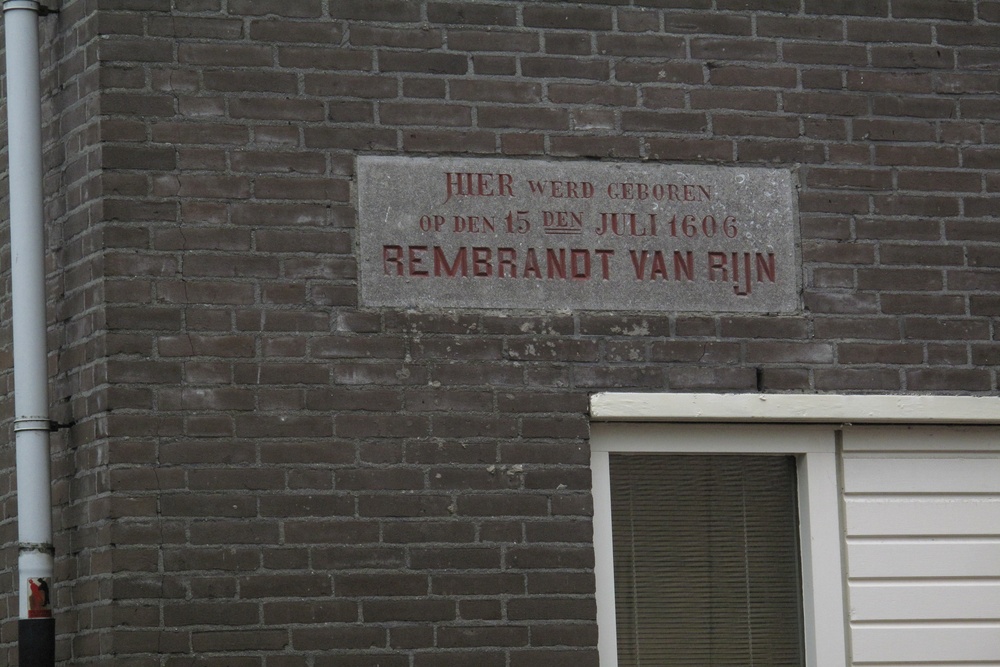 HIER WERD GEBOREN
OP DEN 15 DEN JULI 1606
REMBRANDT VAN RIJN